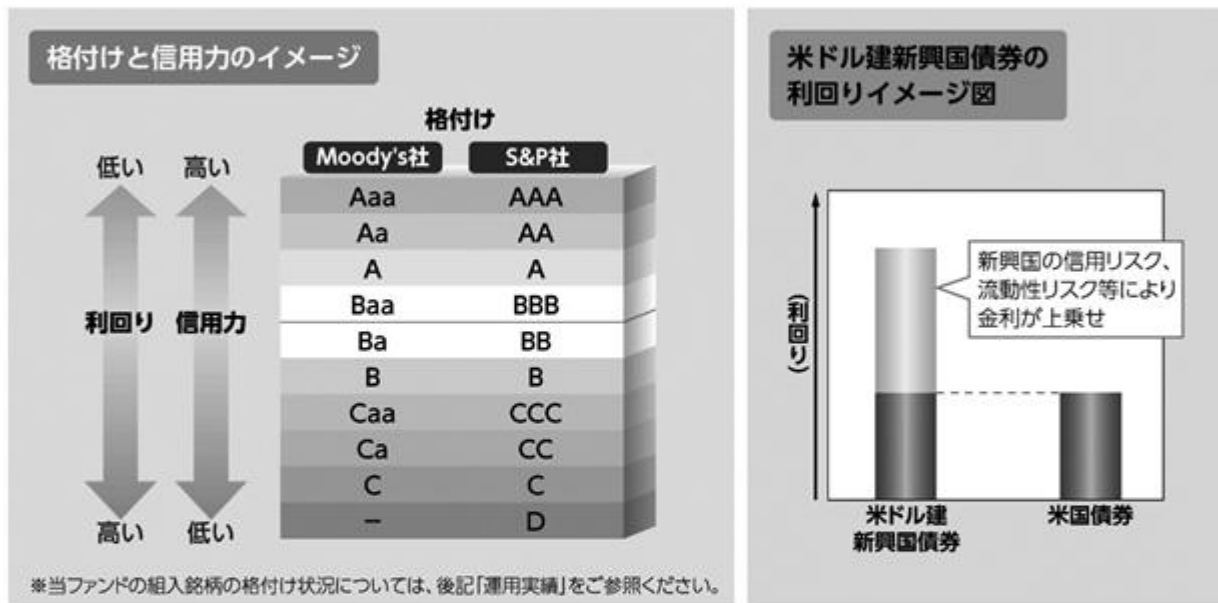 格付けと信用力のイメージ
格付け
Moody's社 S&P社
低い 高い
Aaa AAA
Aa AA
A A
Baa BBB
利回り 信用力
Ba BB
B B
Caa CCC
Ca CC
C C
– D
高い 低い
※当ファンドの組入銘柄の格付け状況については、後記「運用実績」をご参照ください。
米ドル建新興国債券の
利回りイメージ図
(利回り)
新興国の信用リスク、
流動性リスク等により
金利が上乗せ
米ドル建
新興国債券
米国債券